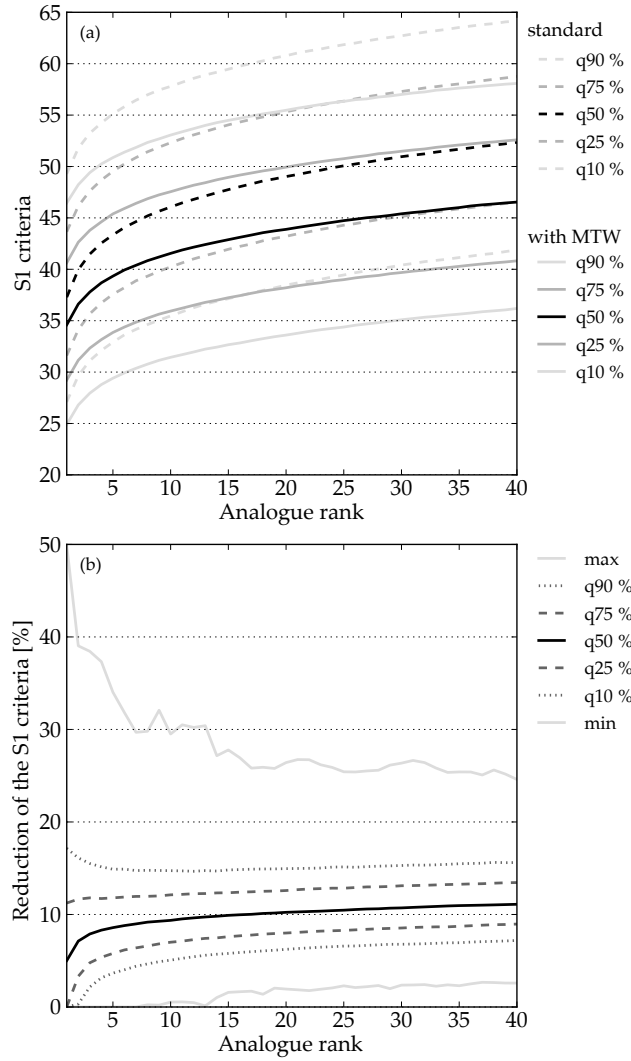 65
60
55
50
45
40
35
30
25
20
S1 criteria
(a)
5 10 15 20 25 30 35 40
Analogue rank
standard
q90 %
q75 %
q50 %
q25 %
q10 %
with MTW
q90 %
q75 %
q50 %
q25 %
q10 %
50
40
30
20
10
0
Reduction of the S1 criteria [%]
(b)
5 10 15 20 25 30 35 40
Analogue rank
max
q90 %
q75 %
q50 %
q25 %
q10 %
min